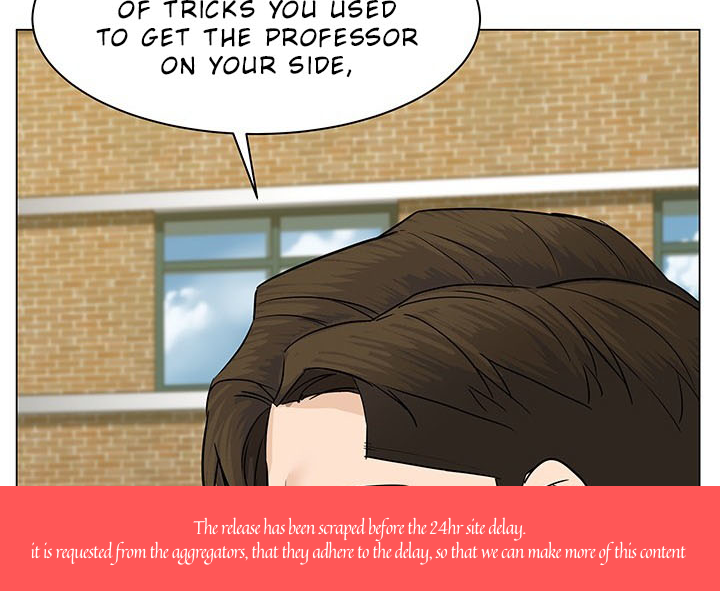 OF TRICKS YOU USED
TO GET THE PROFESSOR
ON YOUR SIDE,
The release has been scraped before the 24hr site delay.
it is requested from the aggregators, that they adhere to the delay, so that we can make more of this content